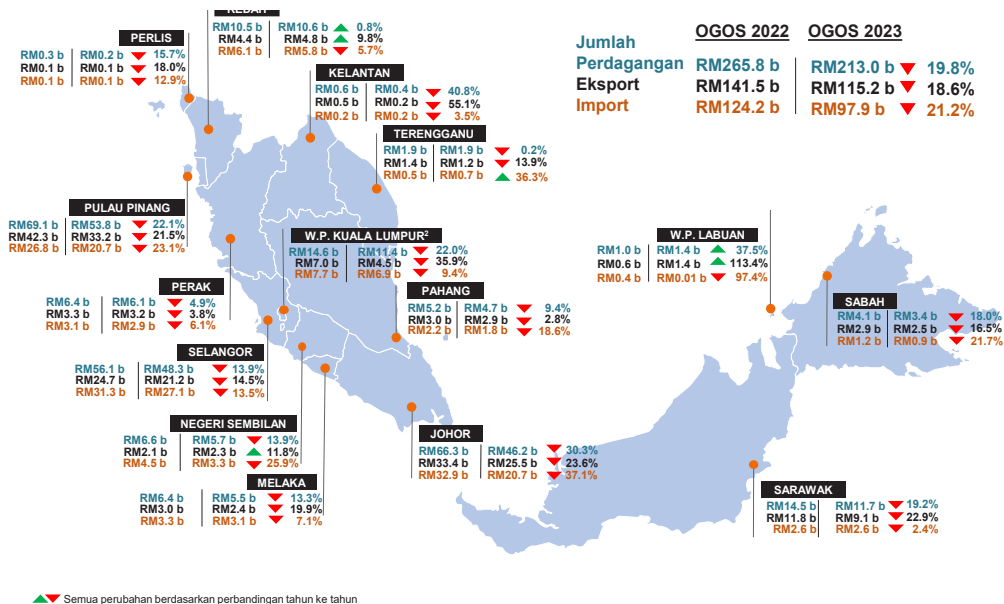 KEDAH
RM10.5 b RM10.6 b 0.8%
RM4.4 b RM4.8 b 9.8%
RM6.1 b RM5.8 b 5.7%
PERLIS
RM0.3 b RM0.2 b 15.7%
RM0.1 b RM0.1 b 18.0%
RM0.1 b RM0.1 b 12.9%
KELANTAN
RM0.6 b RM0.4 b 40.8%
RM0.5 b RM0.2 b 55.1%
RM0.2 b RM0.2 b 3.5%
OGOS 2022 OGOS 2023
Jumlah
Perdagangan RM265.8 b RM213.0 b 19.8%
Eksport RM141.5 b RM115.2 b 18.6%
Import RM124.2 b RM97.9 b 21.2%
TERENGGANU
RM1.9 b RM1.9 b 0.2%
RM1.4 b RM1.2 b 13.9%
RM0.5 b RM0.7 b 36.3%
PULAU PINANG
RM69.1 b RM53.8 b 22.1%
RM42.3 b RM33.2 b 21.5%
RM26.8 b RM20.7 b 23.1%
W.P. KUALA LUMPUR²
RM14.6 b RM11.4 b 22.0%
RM7.0 b RM4.5 b 35.9%
RM7.7 b RM6.9 b 9.4%
W.P. LABUAN
RM1.0 b RM1.4 b 37.5%
RM0.6 b RM1.4 b 113.4%
RM0.4 b RM0.01 b 97.4%
PERAK
RM6.4 b RM6.1 b 4.9%
RM3.3 b RM3.2 b 3.8%
RM3.1 b RM2.9 b 6.1%
PAHANG
RM5.2 b RM4.7 b 9.4%
RM3.0 b RM2.9 b 2.8%
RM2.2 b RM1.8 b 18.6%
SABAH
RM4.1 b RM3.4 b 18.0%
RM2.9 b RM2.5 b 16.5%
RM1.2 b RM0.9 b 21.7%
SELANGOR
RM56.1 b RM48.3 b 13.9%
RM24.7 b RM21.2 b 14.5%
RM31.3 b RM27.1 b 13.5%
NEGERI SEMBILAN
RM6.6 b RM5.7 b 13.9%
RM2.1 b RM2.3 b 11.8%
RM4.5 b RM3.3 b 25.9%
JOHOR
RM66.3 b RM46.2 b 30.3%
RM33.4 b RM25.5 b 23.6%
RM32.9 b RM20.7 b 37.1%
MELAKA
RM6.4 b RM5.5 b 13.3%
RM3.0 b RM2.4 b 19.9%
RM3.3 b RM3.1 b 7.1%
SARAWAK
RM14.5 b RM11.7 b 19.2%
RM11.8 b RM9.1 b 22.9%
RM2.6 b RM2.6 b 2.4%
Semua perubahan berdasarkan perbandingan tahun ke tahun